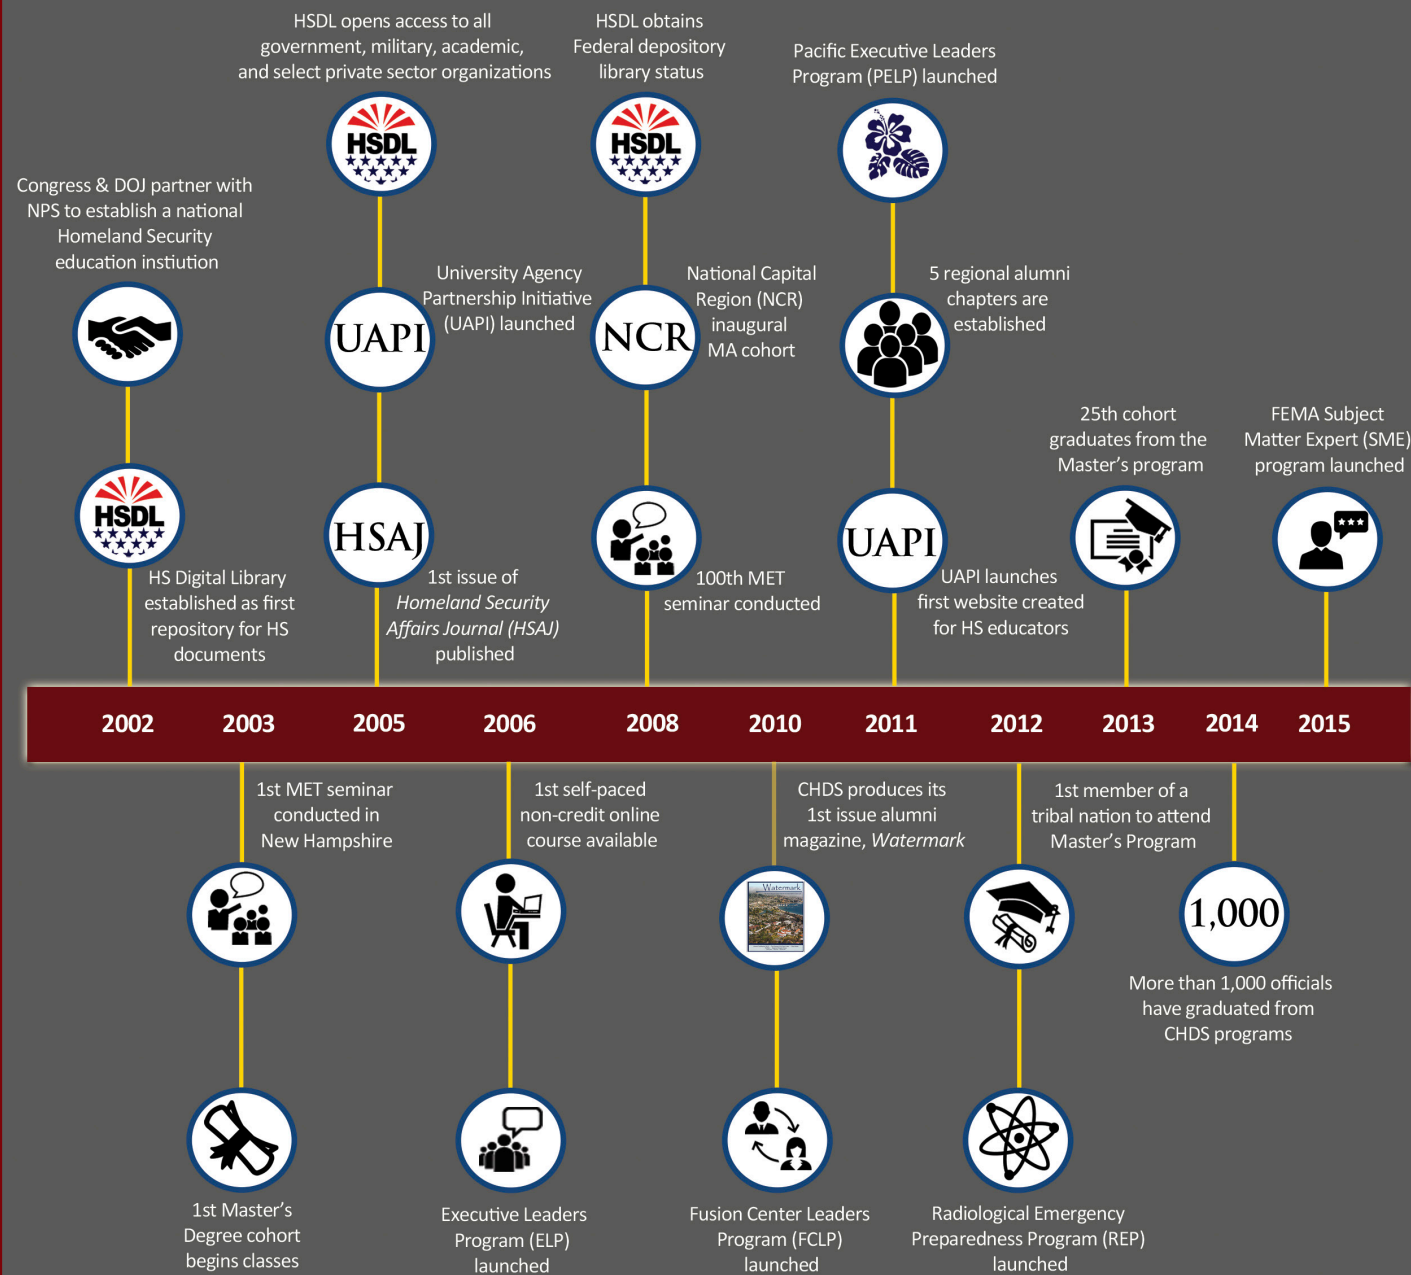 HSDL opens access to all
government, military, academic,
and select private sector organizations
HSDL
HSDL obtains
Federal depository
library status
HSDL
Pacific Executive Leaders
Program (PELP) launched
Congress & DOJ partner with
NPS to establish a national
Homeland Security
education instiution
University Agency
Partnership Initiative
(UAPI) launched
UAPI
National Capital
Region (NCR)
inaugural
MA cohort
NCR
5 regional alumni
chapters are
established
25th cohort
graduates from the
Master's program
FEMA Subject
Matter Expert (SME)
program launched
HSDL
HS Digital Library
established as first
repository for HS
documents
HSAJ
1st issue of
Homeland Security
Affairs Journal (HSAJ)
published
100th MET
seminar conducted
UAPI
UAPI launches
first website created
for HS educators
2002 2003 2005 2006 2008 2010 2011 2012 2013 2014 2015
1st MET seminar
conducted in
New Hampshire
1st self-paced
non-credit online
course available
CHDS produces its
1st issue alumni
magazine, Watermark
Watermark
1st member of a
tribal nation to attend
Master's Program
1,000
More than 1,000 officials
have graduated from
CHDS programs
1st Master's
Degree cohort
begins classes
Executive Leaders
Program (ELP)
launched
Fusion Center Leaders
Program (FCLP)
launched
Radiological Emergency
Preparedness Program (REP)
launched